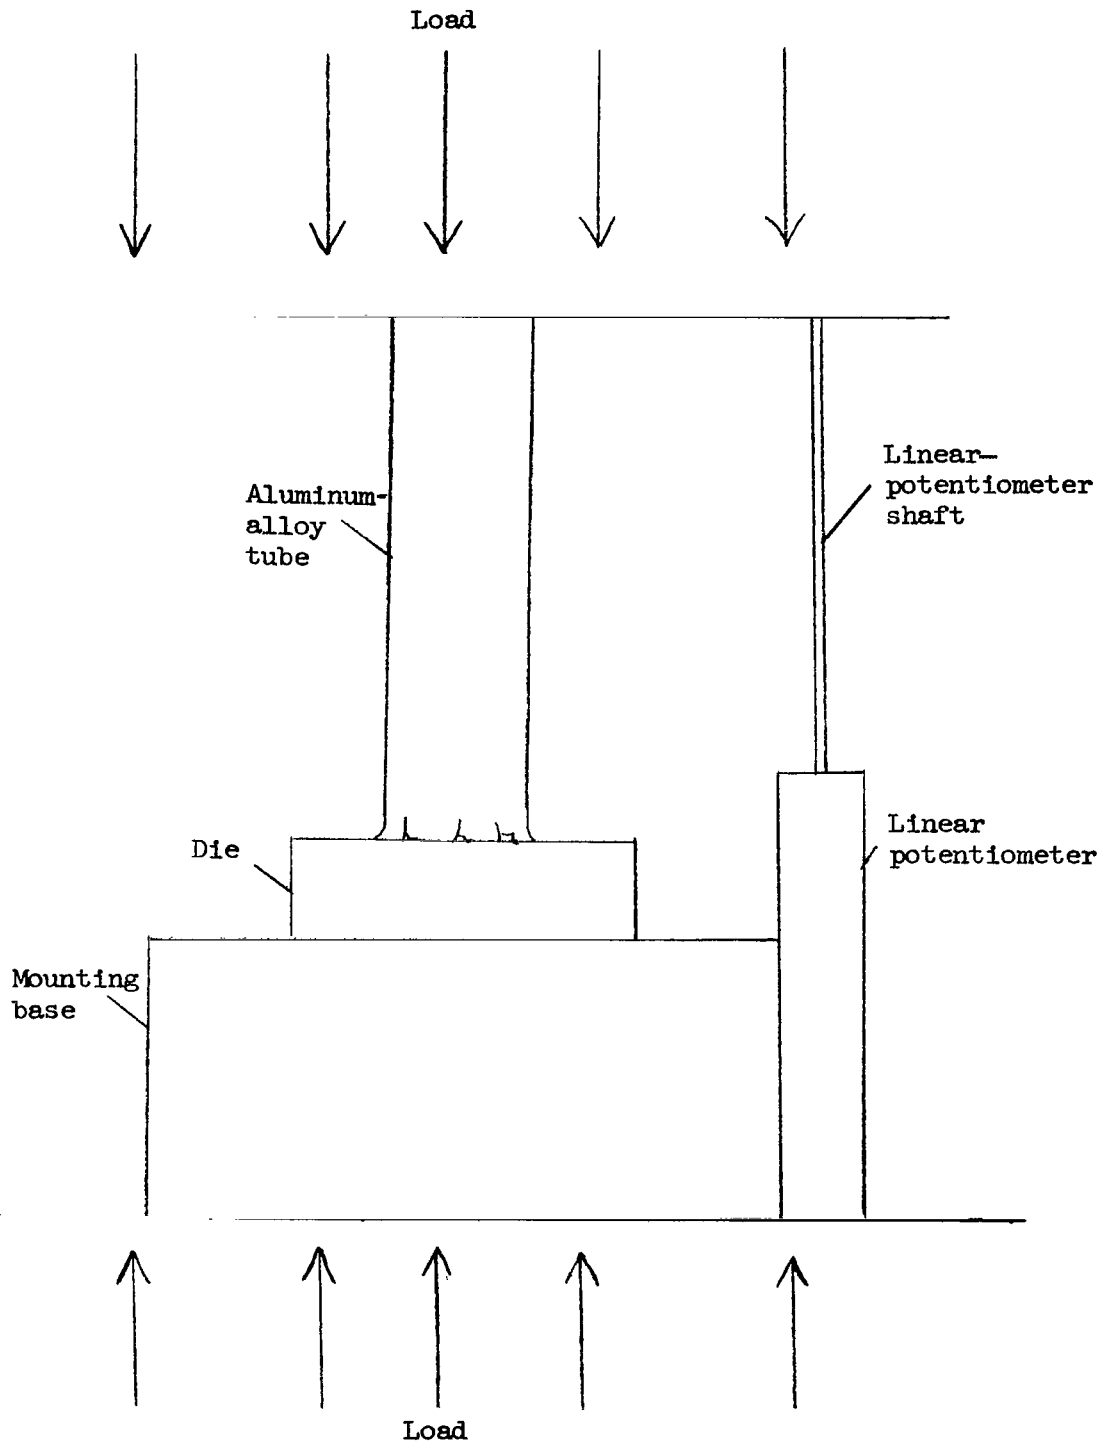 Load
Linear-
potentiometer
shaft
Aluminum-
alloy
tube
Linear
potentiometer
Die
Mounting
base
Load